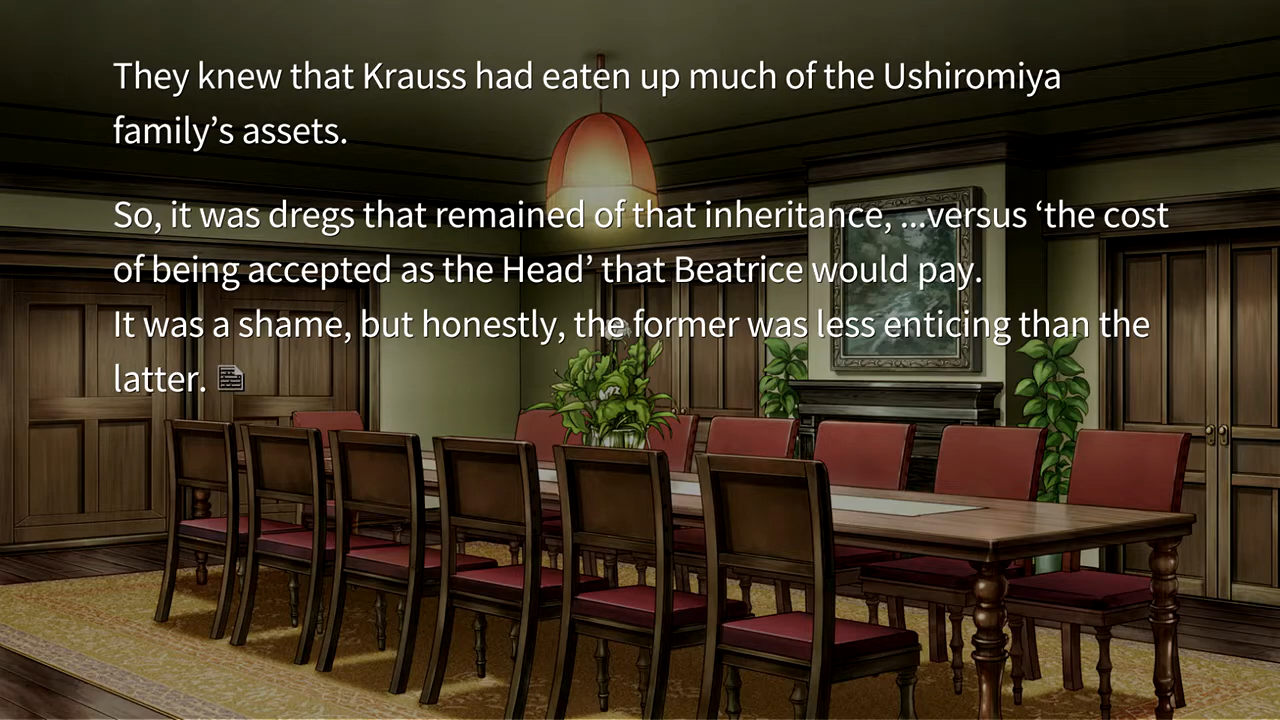 They knew that Krauss had eaten up much of the Ushiromiya
family’s assets.
So, it was dregs that remained of that inheritance, ...versus ‘the cost
of being accepted as the Head’ that Beatrice would pay.
It was a shame, but honestly, the former was less enticing than the
latter.